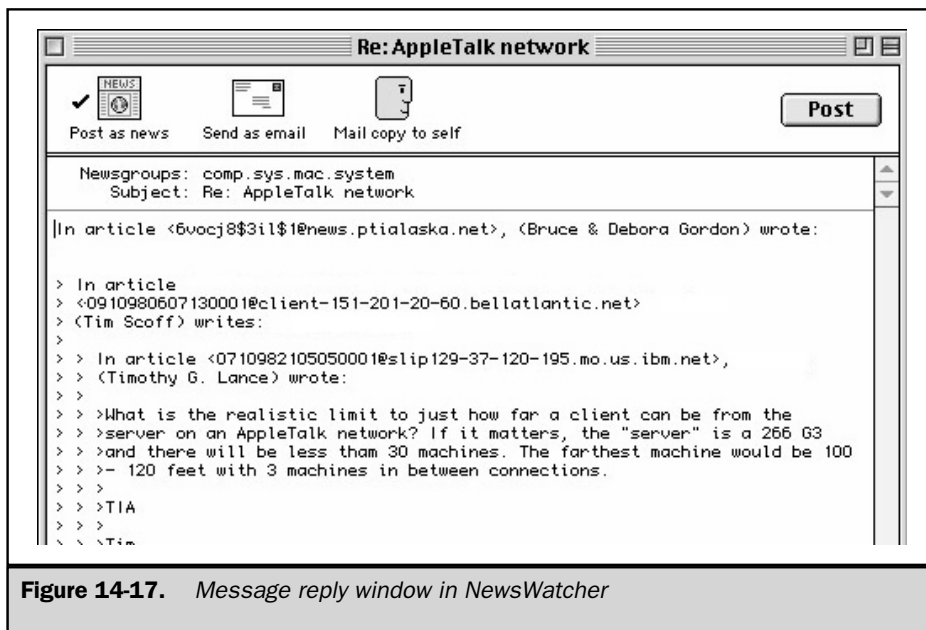 Re: AppleTalk network
NEWS
Post as news
Send as email
Mail copy to self
Post
Newsgroups: comp.sys.mac.system
Subject: Re: AppleTalk network
In article <6vocj8$3il$1@news.ptialaska.net>, (Bruce & Debora Gordon) wrote:
> In article
> <0910980607130001@client-151-201-20-60.bellatlantic.net>
> (Tim Scoff) writes:
>
> > In article <0710982105050001@slip129-37-120-195.mo.us.ibm.net>,
> > (Timothy G. Lance) wrote:
> >
> > >What is the realistic limit to just how far a client can be from the
> > >server on an AppleTalk network? If it matters, the "server" is a 266 G3
> > >and there will be less tham 30 machines. The farthest machine would be 100
> > >- 120 feet with 3 machines in between connections.
> > >
> > >TIA
> > >
> > >Tim
Figure 14-17. Message reply window in NewsWatcher